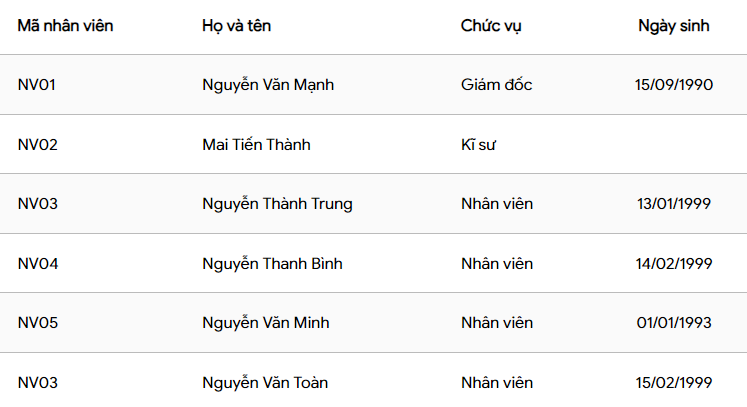 Mã nhân viên Họ và tên Chức vụ Ngày sinh
NV01 Nguyễn Văn Mạnh Giám đốc 15/09/1990
NV02 Mai Tiến Thành Kĩ sư
NV03 Nguyễn Thành Trung Nhân viên 13/01/1999
NV04 Nguyễn Thanh Bình Nhân viên 14/02/1999
NV05 Nguyễn Văn Minh Nhân viên 01/01/1993
NV03 Nguyễn Văn Toàn Nhân viên 15/02/1999